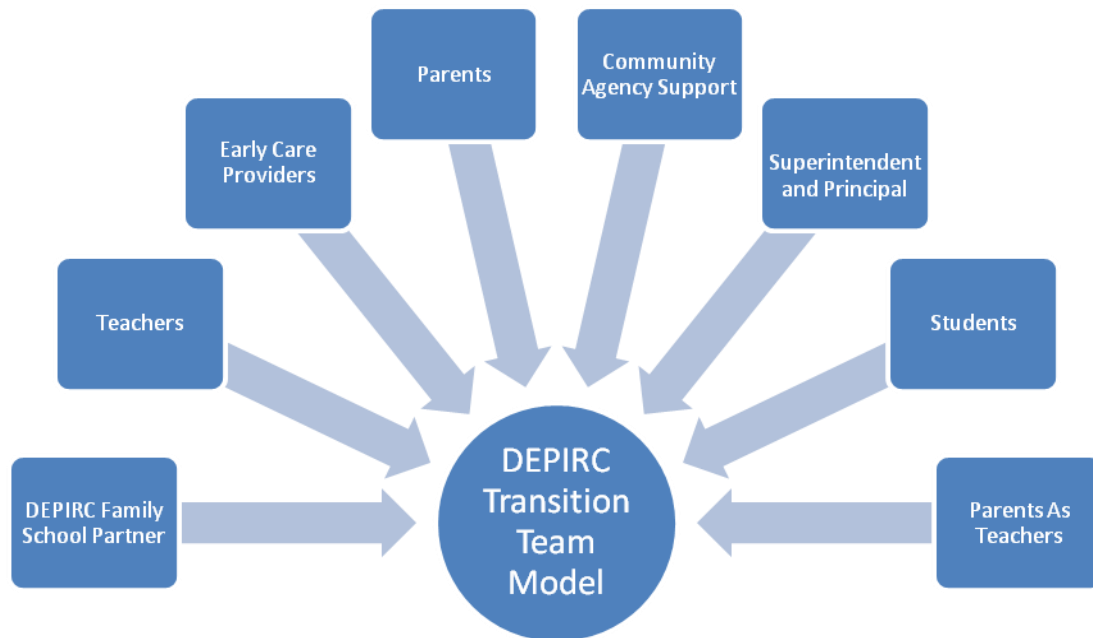 Parents
Community
Agency Support
Early Care
Providers
Superintendent
and Principal
Teachers
Students
DEPIRC Family
School Partner
DEPIRC
Transition
Team
Model
Parents As
Teachers